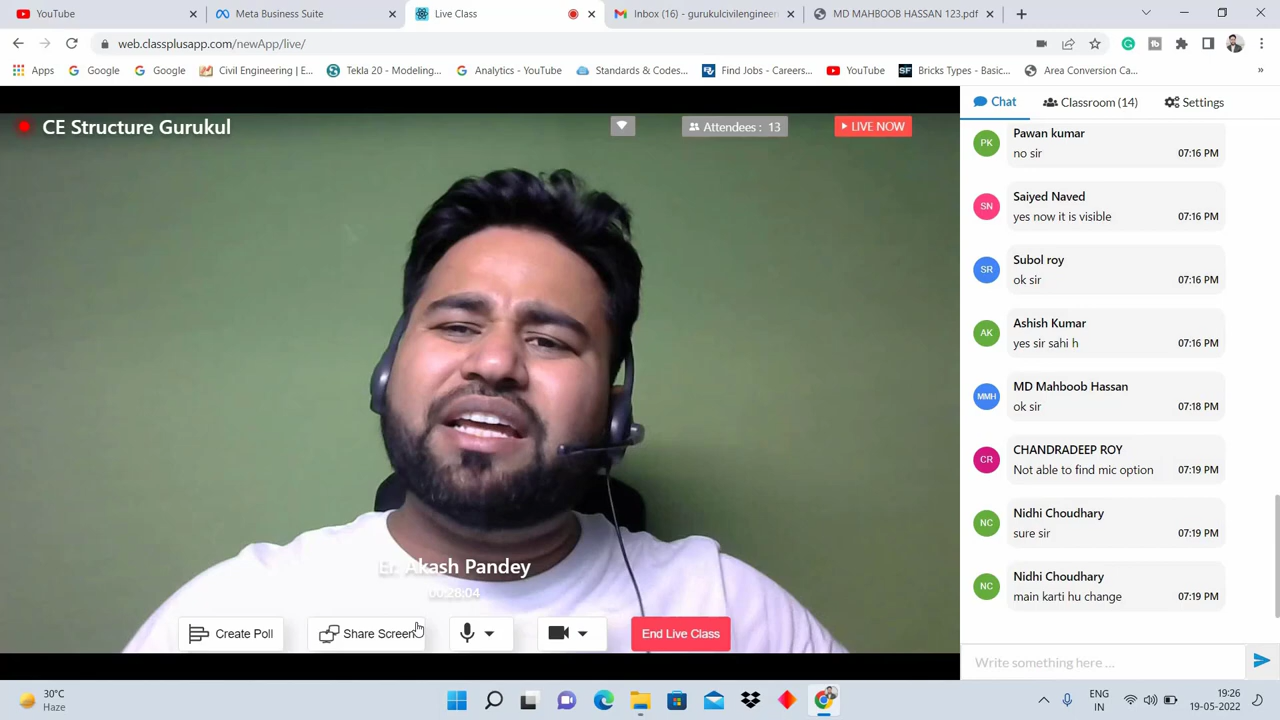 YouTube
Meta Business Suite
Live Class
Inbox (16) - gurukulcivilengineer
MD MAHBOOB HASSAN 123.pdf
web.classplusapp.com/newApp/live/
Apps
Google
Google
Civil Engineering | E...
Tekla 20 - Modeling...
Analytics - YouTube
Standards & Codes...
Find Jobs - Careers...
YouTube
Bricks Types - Basic...
Area Conversion Ca...
»
CE Structure Gurukul
Attendees : 13
LIVE NOW
Chat
Classroom (14)
Settings
PK
Pawan kumar
no sir
07:16 PM
SN
Saiyed Naved
yes now it is visible
07:16 PM
SR
Subol roy
ok sir
07:16 PM
AK
Ashish Kumar
yes sir sahi h
07:16 PM
MMH
MD Mahboob Hassan
ok sir
07:18 PM
CR
CHANDRADEEP ROY
Not able to find mic option
07:19 PM
NC
Nidhi Choudhary
sure sir
07:19 PM
NC
Nidhi Choudhary
main karti hu change
07:19 PM
Er. Akash Pandey
00:28:04
Create Poll
Share Screen
End Live Class
Write something here ...
30°C
Haze
ENG
IN
19:26
19-05-2022